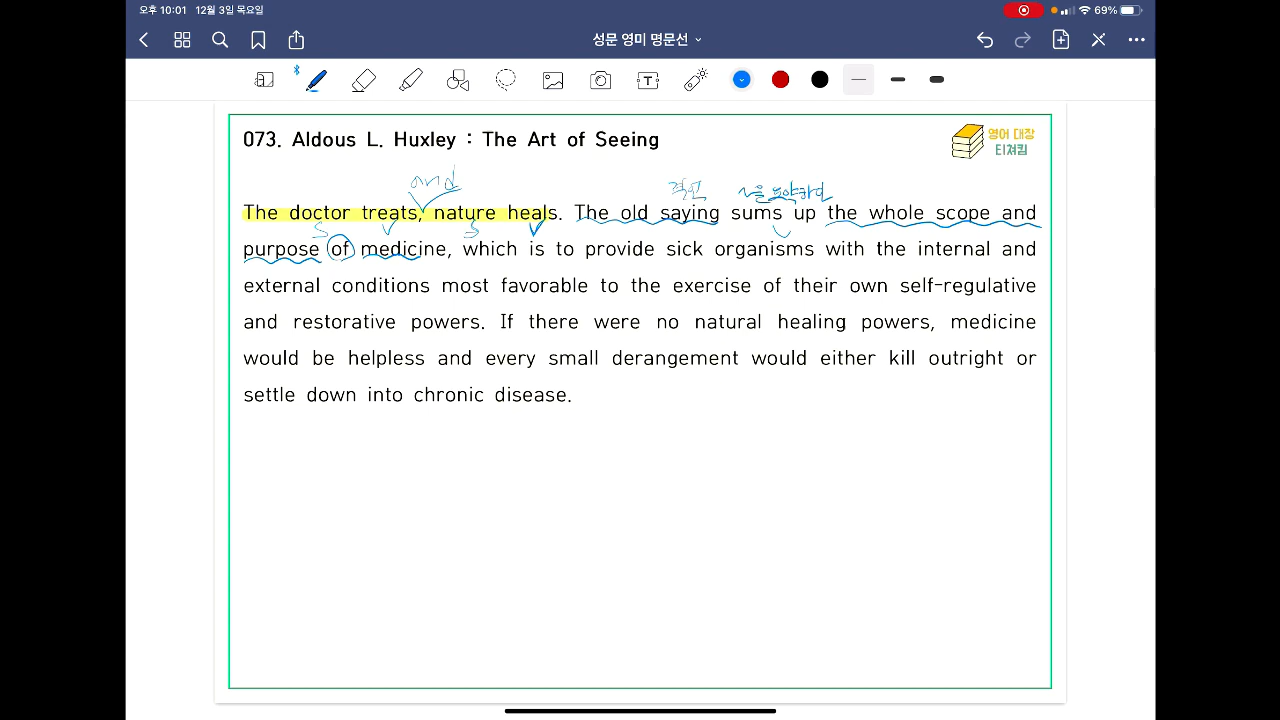 오후 10:01 12월 3일 목요일
69%
성문 영미 명문선
073. Aldous L. Huxley : The Art of Seeing
영어 대장
티쳐킴
격언 ~을 요약하다
The doctor treats, nature heals. The old saying sums up the whole scope and
S V S V
purpose of medicine, which is to provide sick organisms with the internal and
external conditions most favorable to the exercise of their own self-regulative
and restorative powers. If there were no natural healing powers, medicine
would be helpless and every small derangement would either kill outright or
settle down into chronic disease.